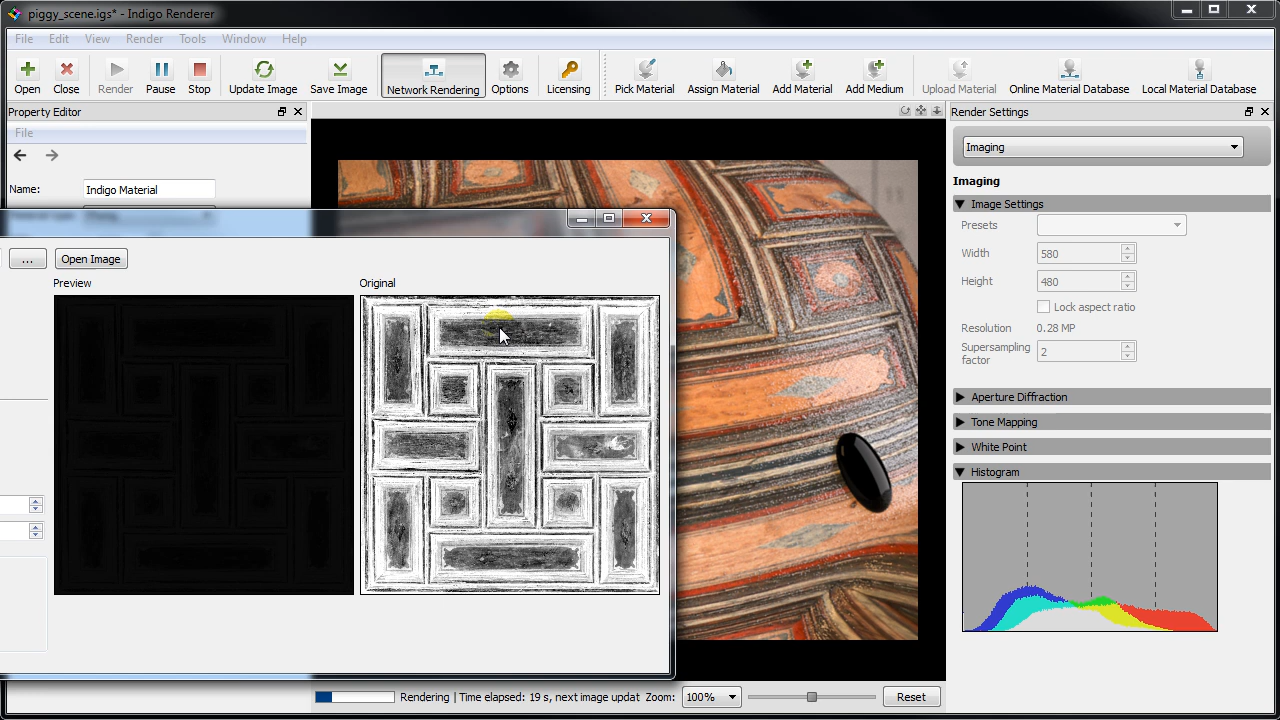 piggy_scene.igs* - Indigo Renderer
File Edit View Render Tools Window Help
Open Close Render Pause Stop Update Image Save Image Network Rendering Options Licensing Pick Material Assign Material Add Material Add Medium Upload Material Online Material Database Local Material Database
Property Editor
File
Name: Indigo Material
... Open Image
Preview Original
Render Settings
Imaging
Imaging
Image Settings
Presets
Width 580
Height 480
Lock aspect ratio
Resolution 0.28 MP
Supersampling
factor 2
Aperture Diffraction
Tone Mapping
White Point
Histogram
Rendering | Time elapsed: 19 s, next image updat Zoom: 100% Reset